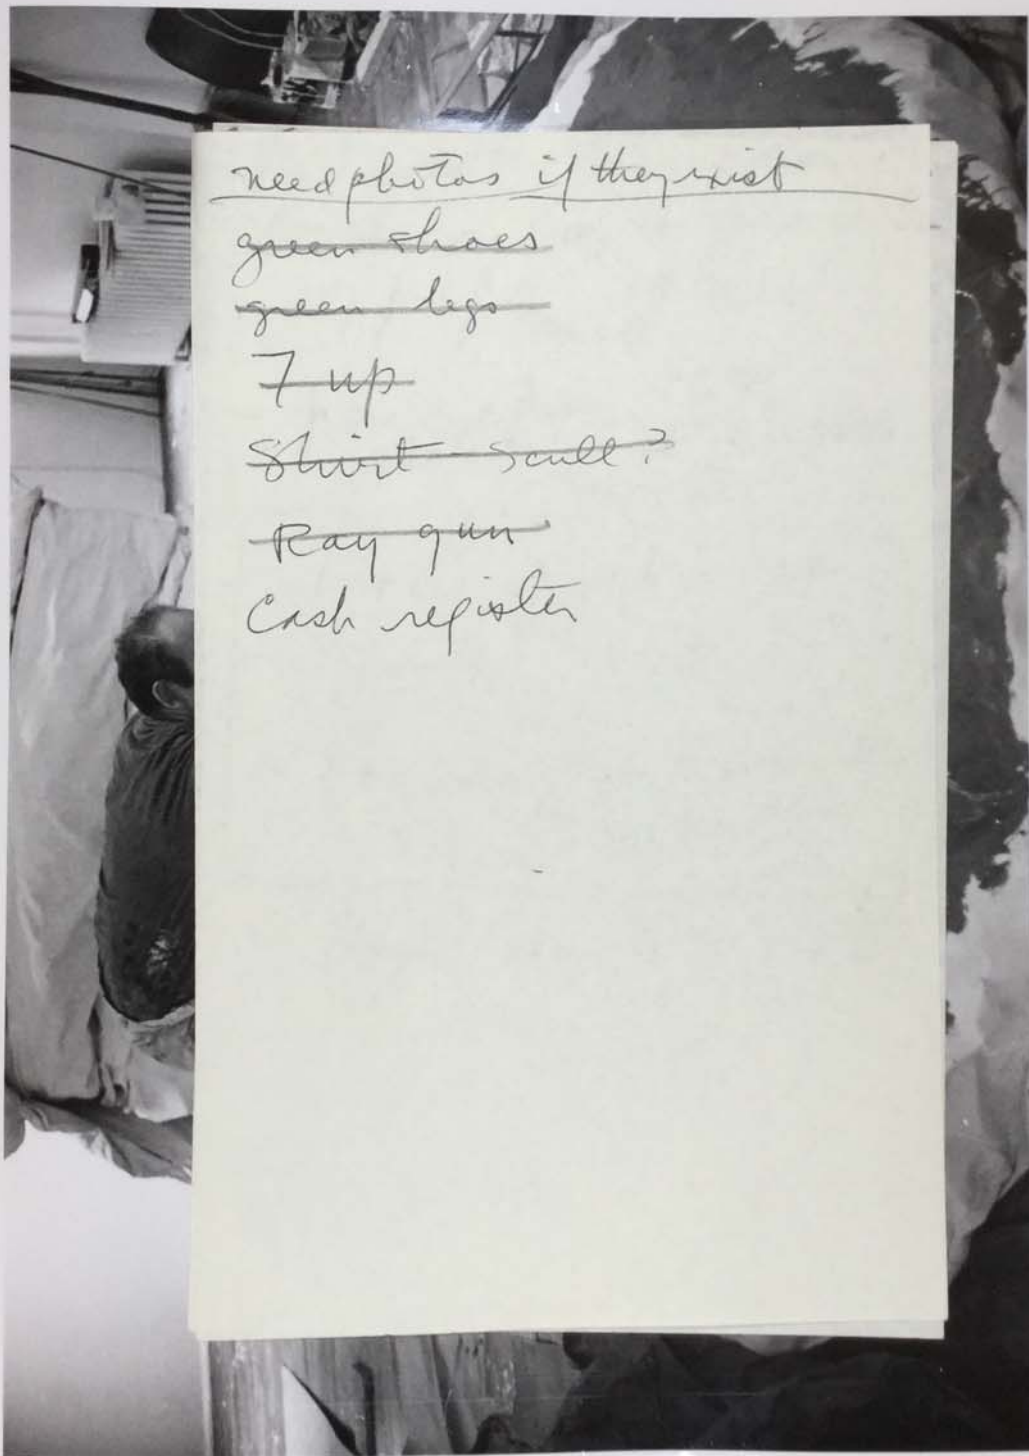 need photos if they exist
green shoes
green legs
7 up
Shirt - Scull?
Ray gun
Cash register